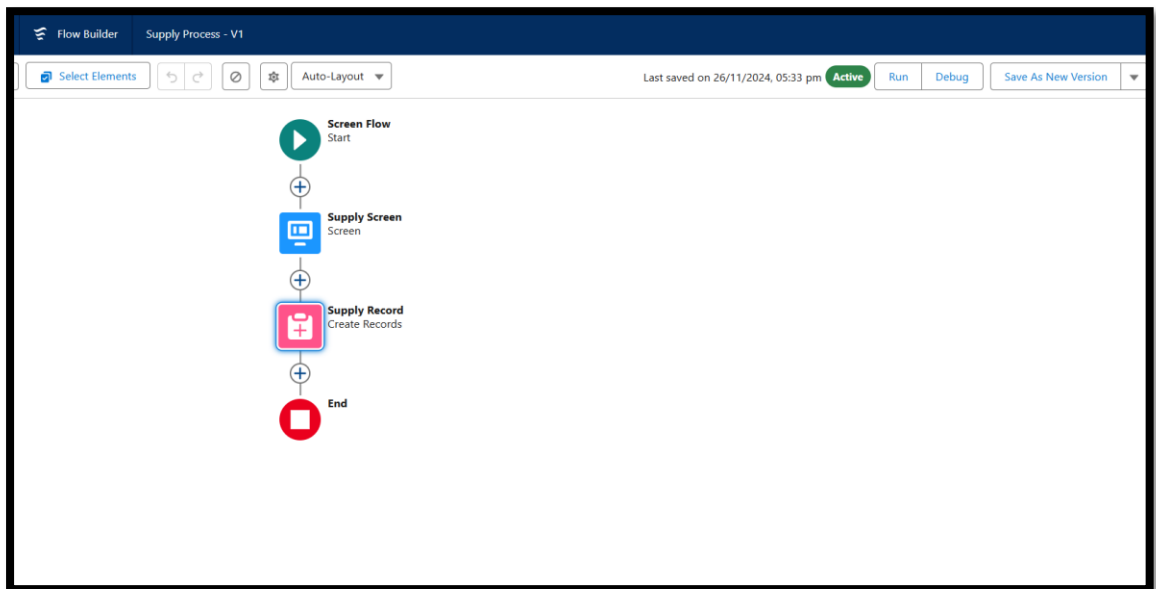 Flow Builder Supply Process - V1
Select Elements Auto-Layout Last saved on 26/11/2024, 05:33 pm Active Run Debug Save As New Version
Screen Flow
Start
Supply Screen
Screen
Supply Record
Create Records
End